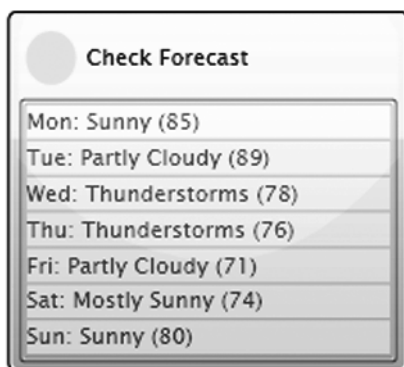 Check Forecast
Mon: Sunny (85)
Tue: Partly Cloudy (89)
Wed: Thunderstorms (78)
Thu: Thunderstorms (76)
Fri: Partly Cloudy (71)
Sat: Mostly Sunny (74)
Sun: Sunny (80)